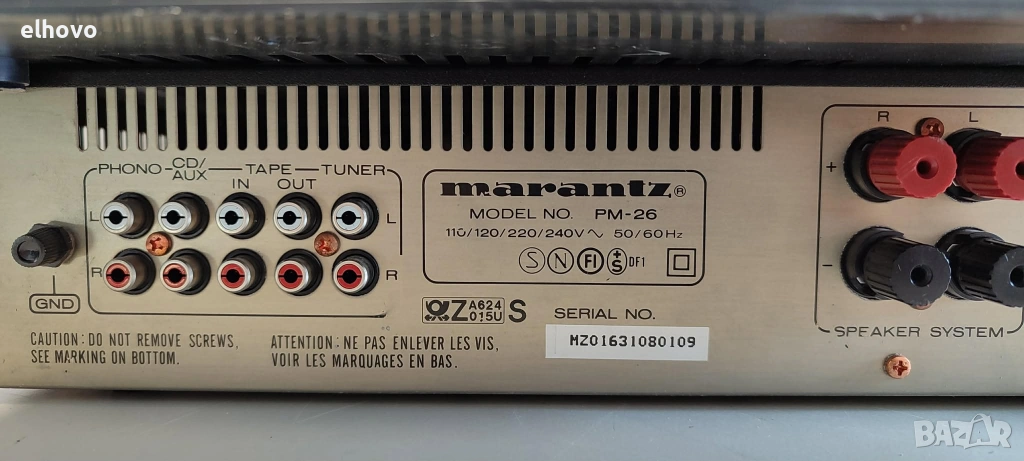 elhovo
PHONO CD/AUX TAPE TUNER
IN OUT
L L
R R
GND
marantz®
MODEL NO. PM-26
110/120/220/240V ~ 50/60Hz
S N FI +S DF1
ZA624
015U S
SERIAL NO.
MZ01631080109
CAUTION: DO NOT REMOVE SCREWS,
SEE MARKING ON BOTTOM.
ATTENTION: NE PAS ENLEVER LES VIS,
VOIR LES MARQUAGES EN BAS.
R L
+
-
SPEAKER SYSTEM
BAZAR